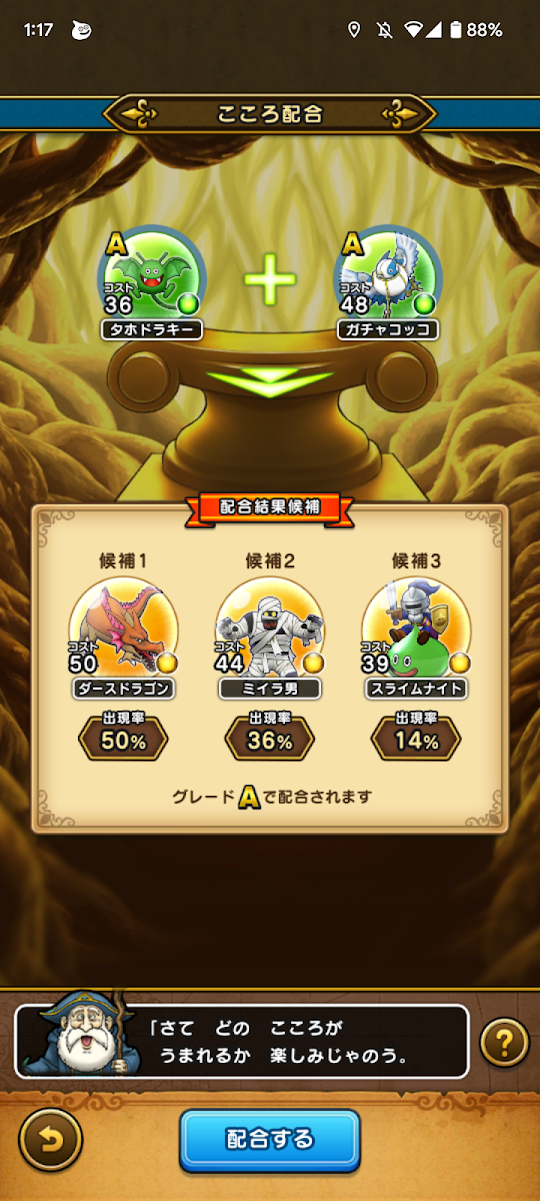 1:17
88%
こころ配合
A
コスト
36
タホドラキー
A
コスト
48
ガチャコッコ
配合結果候補
候補1
候補2
候補3
コスト
50
ダースドラゴン
コスト
44
ミイラ男
コスト
39
スライムナイト
出現率
50%
出現率
36%
出現率
14%
グレードAで配合されます
「さて どの こころが
うまれるか 楽しみじゃのう。
?
配合する